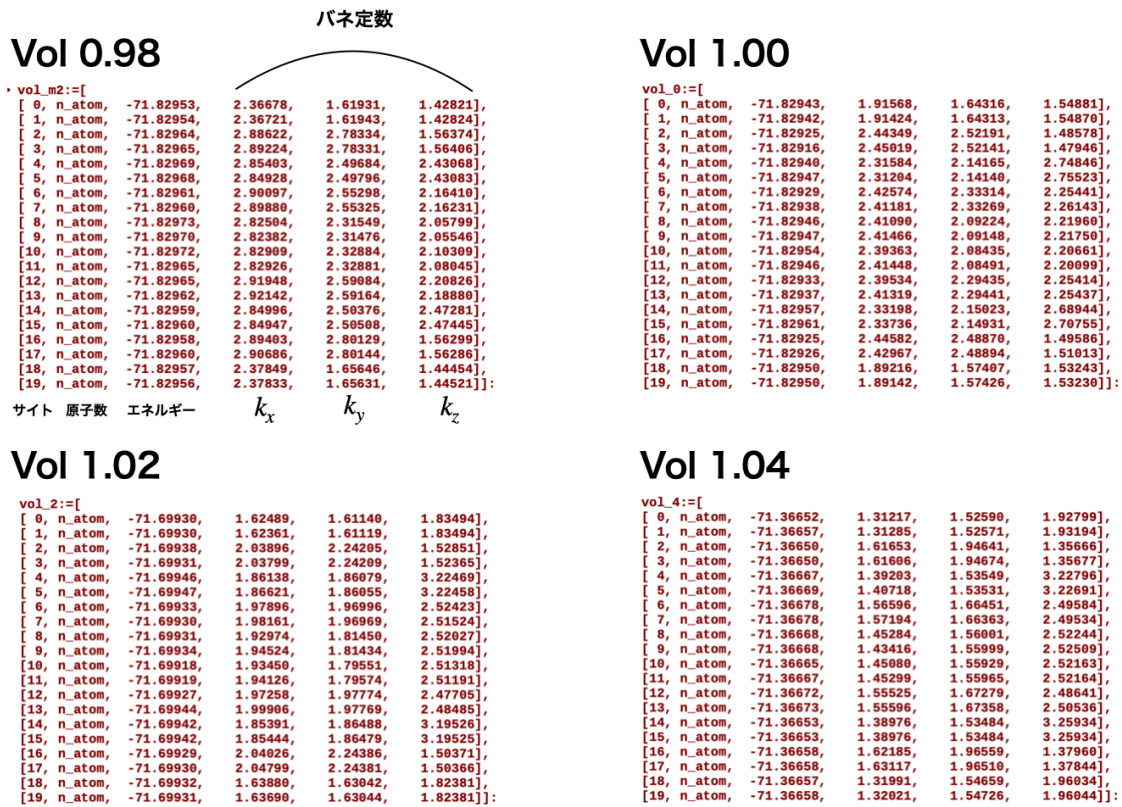 バネ定数
Vol 0.98
vol_m2:=[
[ 0, n_atom, -71.82953, 2.36678, 1.61931, 1.42821],
[ 1, n_atom, -71.82954, 2.36721, 1.61943, 1.42824],
[ 2, n_atom, -71.82964, 2.88622, 2.78334, 1.56374],
[ 3, n_atom, -71.82965, 2.89224, 2.78331, 1.56406],
[ 4, n_atom, -71.82969, 2.85403, 2.49684, 2.43068],
[ 5, n_atom, -71.82968, 2.84928, 2.49796, 2.43083],
[ 6, n_atom, -71.82961, 2.90097, 2.55298, 2.16410],
[ 7, n_atom, -71.82960, 2.89880, 2.55325, 2.16231],
[ 8, n_atom, -71.82973, 2.82504, 2.31549, 2.05799],
[ 9, n_atom, -71.82970, 2.82382, 2.31476, 2.05546],
[10, n_atom, -71.82972, 2.82909, 2.32884, 2.10309],
[11, n_atom, -71.82965, 2.82926, 2.32881, 2.08045],
[12, n_atom, -71.82965, 2.91948, 2.59084, 2.20826],
[13, n_atom, -71.82962, 2.92142, 2.59164, 2.18880],
[14, n_atom, -71.82959, 2.84996, 2.50376, 2.47281],
[15, n_atom, -71.82960, 2.84947, 2.50508, 2.47445],
[16, n_atom, -71.82958, 2.89403, 2.80129, 1.56299],
[17, n_atom, -71.82960, 2.90686, 2.80144, 1.56286],
[18, n_atom, -71.82957, 2.37849, 1.65646, 1.44454],
[19, n_atom, -71.82956, 2.37833, 1.65631, 1.44521]]:
サイト 原子数 エネルギー kx ky kz
Vol 1.00
vol_0:=[
[ 0, n_atom, -71.82943, 1.91568, 1.64316, 1.54881],
[ 1, n_atom, -71.82942, 1.91424, 1.64313, 1.54870],
[ 2, n_atom, -71.82925, 2.44349, 2.52191, 1.48578],
[ 3, n_atom, -71.82916, 2.45019, 2.52141, 1.47946],
[ 4, n_atom, -71.82940, 2.31584, 2.14165, 2.74846],
[ 5, n_atom, -71.82947, 2.31204, 2.14140, 2.75523],
[ 6, n_atom, -71.82929, 2.42574, 2.33314, 2.25441],
[ 7, n_atom, -71.82938, 2.41181, 2.33269, 2.26143],
[ 8, n_atom, -71.82946, 2.41090, 2.09224, 2.21960],
[ 9, n_atom, -71.82947, 2.41466, 2.09148, 2.21750],
[10, n_atom, -71.82954, 2.39363, 2.08435, 2.20661],
[11, n_atom, -71.82946, 2.41448, 2.08491, 2.20099],
[12, n_atom, -71.82933, 2.39534, 2.29435, 2.25414],
[13, n_atom, -71.82937, 2.41319, 2.29441, 2.25437],
[14, n_atom, -71.82957, 2.33198, 2.15023, 2.68944],
[15, n_atom, -71.82961, 2.33736, 2.14931, 2.70755],
[16, n_atom, -71.82925, 2.44582, 2.48870, 1.49586],
[17, n_atom, -71.82926, 2.42967, 2.48894, 1.51013],
[18, n_atom, -71.82950, 1.89216, 1.57407, 1.53243],
[19, n_atom, -71.82950, 1.89142, 1.57426, 1.53230]]:
Vol 1.02
vol_2:=[
[ 0, n_atom, -71.69930, 1.62489, 1.61140, 1.83494],
[ 1, n_atom, -71.69930, 1.62361, 1.61119, 1.83494],
[ 2, n_atom, -71.69938, 2.03896, 2.24205, 1.52851],
[ 3, n_atom, -71.69931, 2.03799, 2.24209, 1.52365],
[ 4, n_atom, -71.69946, 1.86138, 1.86079, 3.22469],
[ 5, n_atom, -71.69947, 1.86621, 1.86055, 3.22458],
[ 6, n_atom, -71.69933, 1.97896, 1.96996, 2.52423],
[ 7, n_atom, -71.69930, 1.98161, 1.96969, 2.51524],
[ 8, n_atom, -71.69931, 1.92974, 1.81450, 2.52027],
[ 9, n_atom, -71.69934, 1.94524, 1.81434, 2.51994],
[10, n_atom, -71.69918, 1.93450, 1.79551, 2.51318],
[11, n_atom, -71.69919, 1.94126, 1.79574, 2.51191],
[12, n_atom, -71.69927, 1.97258, 1.97774, 2.47705],
[13, n_atom, -71.69944, 1.99906, 1.97769, 2.48485],
[14, n_atom, -71.69942, 1.85391, 1.86488, 3.19526],
[15, n_atom, -71.69942, 1.85444, 1.86479, 3.19525],
[16, n_atom, -71.69929, 2.04026, 2.24386, 1.50371],
[17, n_atom, -71.69930, 2.04799, 2.24381, 1.50366],
[18, n_atom, -71.69932, 1.63880, 1.63042, 1.82381],
[19, n_atom, -71.69931, 1.63690, 1.63044, 1.82381]]:
Vol 1.04
vol_4:=[
[ 0, n_atom, -71.36652, 1.31217, 1.52590, 1.92799],
[ 1, n_atom, -71.36657, 1.31285, 1.52571, 1.93194],
[ 2, n_atom, -71.36650, 1.61653, 1.94641, 1.35666],
[ 3, n_atom, -71.36650, 1.61606, 1.94674, 1.35677],
[ 4, n_atom, -71.36667, 1.39203, 1.53549, 3.22796],
[ 5, n_atom, -71.36669, 1.40718, 1.53531, 3.22691],
[ 6, n_atom, -71.36678, 1.56596, 1.66451, 2.49584],
[ 7, n_atom, -71.36678, 1.57194, 1.66363, 2.49534],
[ 8, n_atom, -71.36668, 1.45284, 1.56001, 2.52244],
[ 9, n_atom, -71.36668, 1.43416, 1.55999, 2.52509],
[10, n_atom, -71.36665, 1.45080, 1.55929, 2.52163],
[11, n_atom, -71.36667, 1.45299, 1.55965, 2.52164],
[12, n_atom, -71.36672, 1.55525, 1.67279, 2.48641],
[13, n_atom, -71.36673, 1.55596, 1.67358, 2.50536],
[14, n_atom, -71.36653, 1.38976, 1.53484, 3.25934],
[15, n_atom, -71.36653, 1.38976, 1.53484, 3.25934],
[16, n_atom, -71.36658, 1.62185, 1.96559, 1.37960],
[17, n_atom, -71.36658, 1.63117, 1.96510, 1.37844],
[18, n_atom, -71.36657, 1.31991, 1.54659, 1.96034],
[19, n_atom, -71.36658, 1.32021, 1.54726, 1.96044]]: